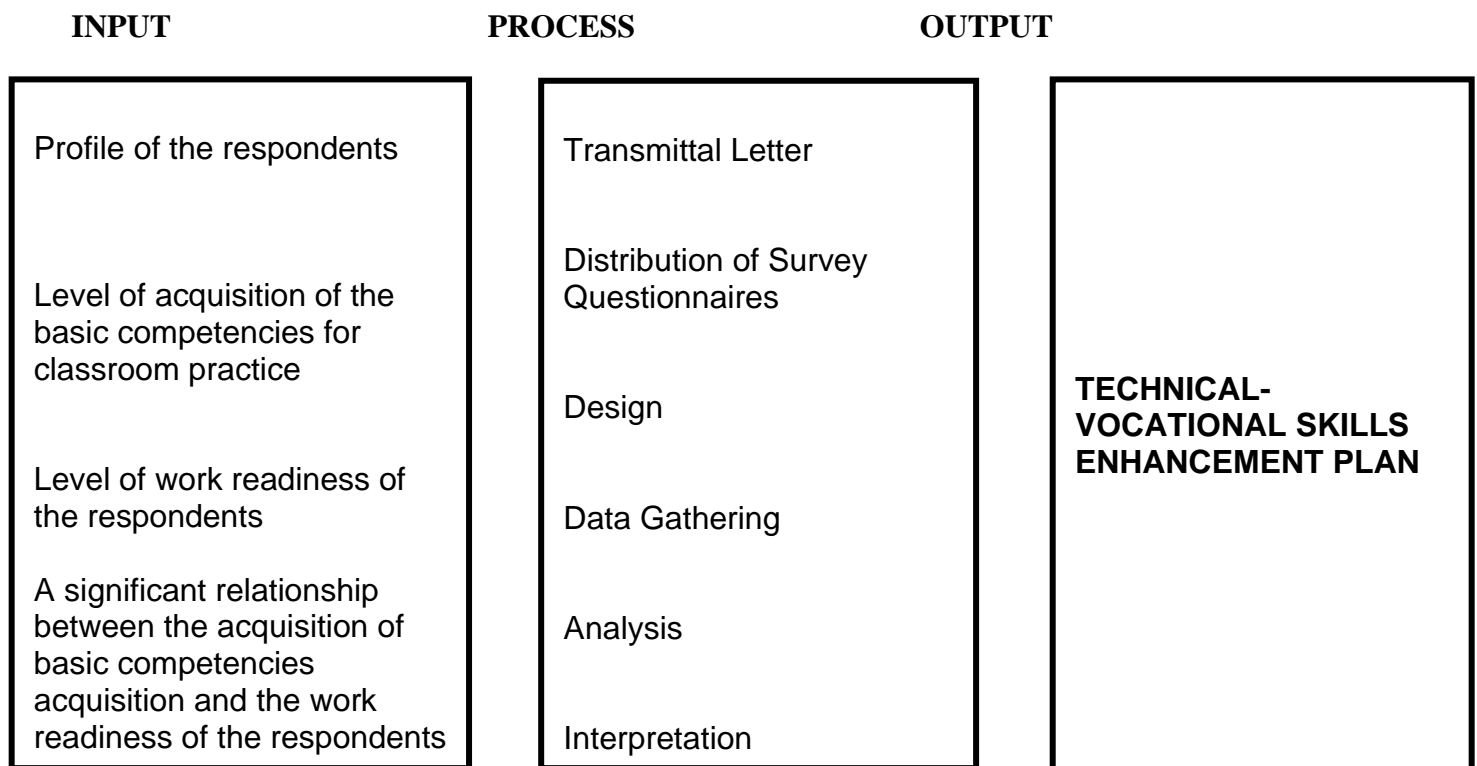 INPUT PROCESS OUTPUT
Profile of the respondents
Level of acquisition of the
basic competencies for
classroom practice
Level of work readiness of
the respondents
A significant relationship
between the acquisition of
basic competencies
acquisition and the work
readiness of the respondents
Transmittal Letter
Distribution of Survey
Questionnaires
Design
Data Gathering
Analysis
Interpretation
TECHNICAL-
VOCATIONAL SKILLS
ENHANCEMENT PLAN